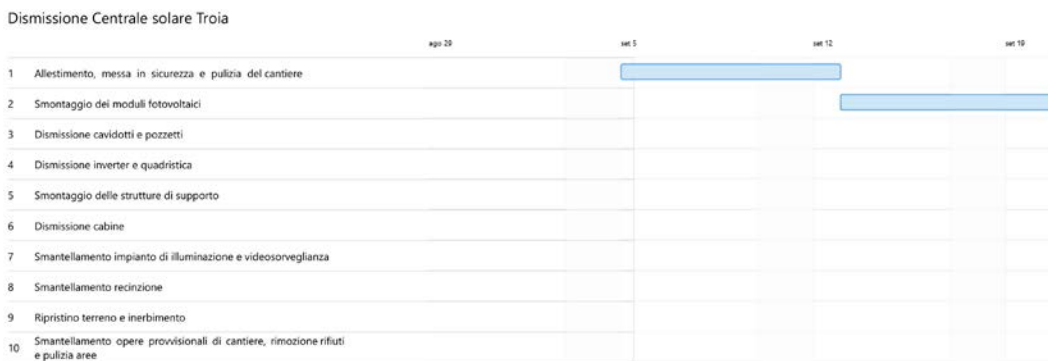 Dismissione Centrale solare Troia
ago 29 set 5 set 12 set 19
1 Allestimento, messa in sicurezza e pulizia del cantiere
2 Smontaggio dei moduli fotovoltaici
3 Dismissione cavidotti e pozzetti
4 Dismissione inverter e quadristica
5 Smontaggio delle strutture di supporto
6 Dismissione cabine
7 Smantellamento impianto di illuminazione e videosorveglianza
8 Smantellamento recinzione
9 Ripristino terreno e inerbimento
10 Smantellamento opere provvisionali di cantiere, rimozione rifiuti
e pulizia aree